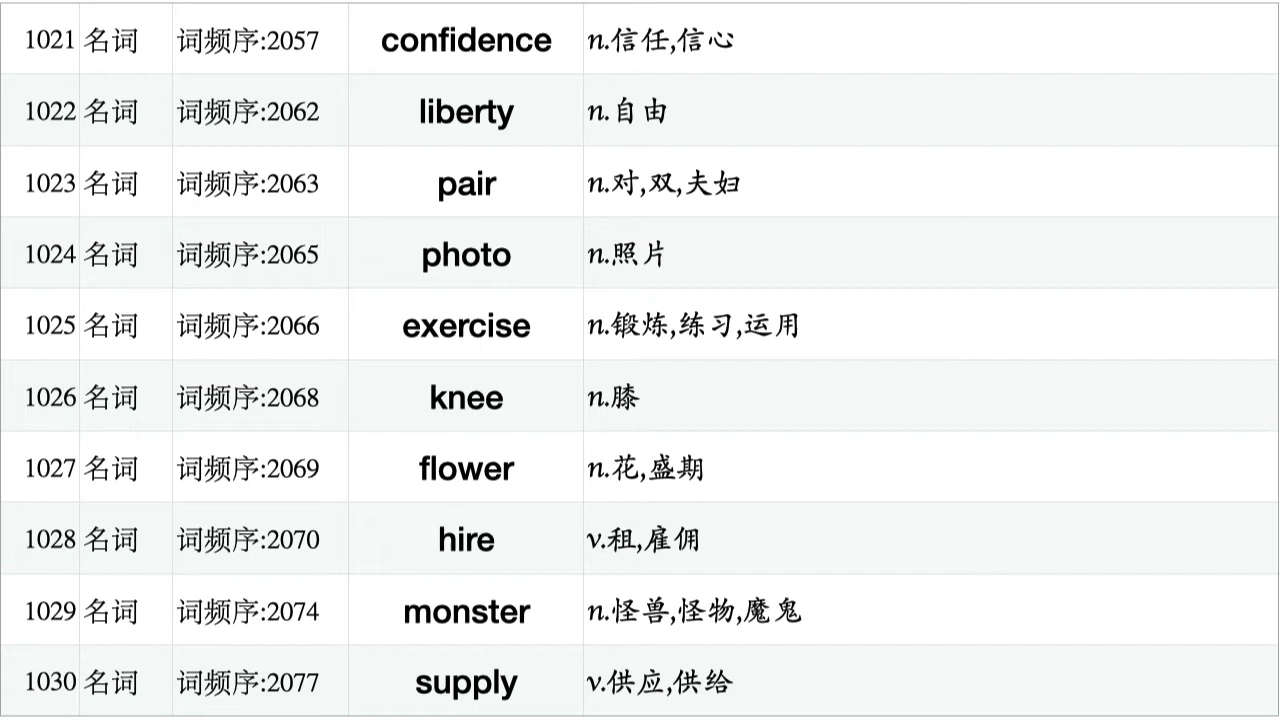 1021 名词 词频序:2057 confidence n.信任,信心
1022 名词 词频序:2062 liberty n.自由
1023 名词 词频序:2063 pair n.对,双,夫妇
1024 名词 词频序:2065 photo n.照片
1025 名词 词频序:2066 exercise n.锻炼,练习,运用
1026 名词 词频序:2068 knee n.膝
1027 名词 词频序:2069 flower n.花,盛期
1028 名词 词频序:2070 hire v.租,雇佣
1029 名词 词频序:2074 monster n.怪兽,怪物,魔鬼
1030 名词 词频序:2077 supply v.供应,供给